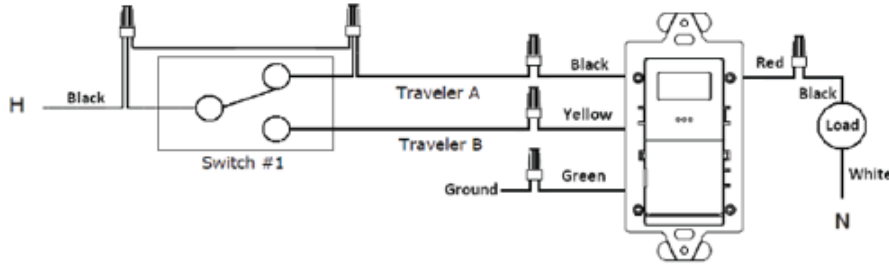 H
Black
Switch #1
Traveler A
Traveler B
Black
Yellow
Ground
Green
Red
Black
Load
White
N